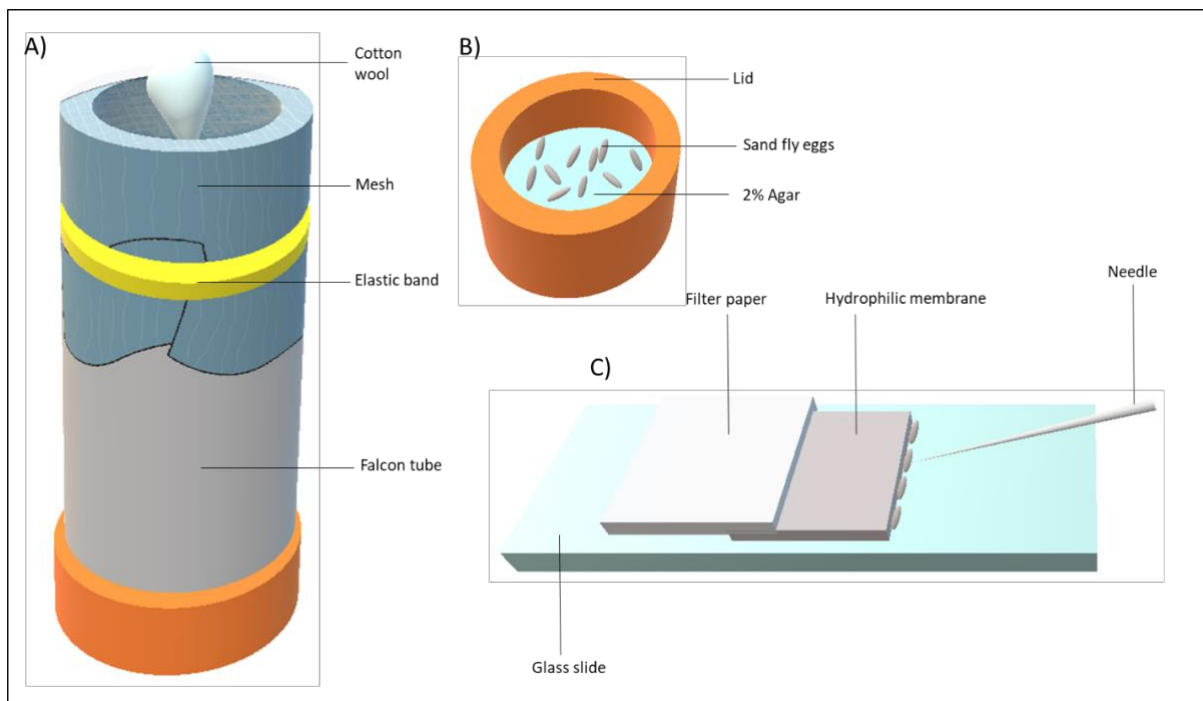 A)
Cotton
wool
Mesh
Elastic band
Falcon tube
B)
Lid
Sand fly eggs
2% Agar
C)
Filter paper
Hydrophilic membrane
Needle
Glass slide